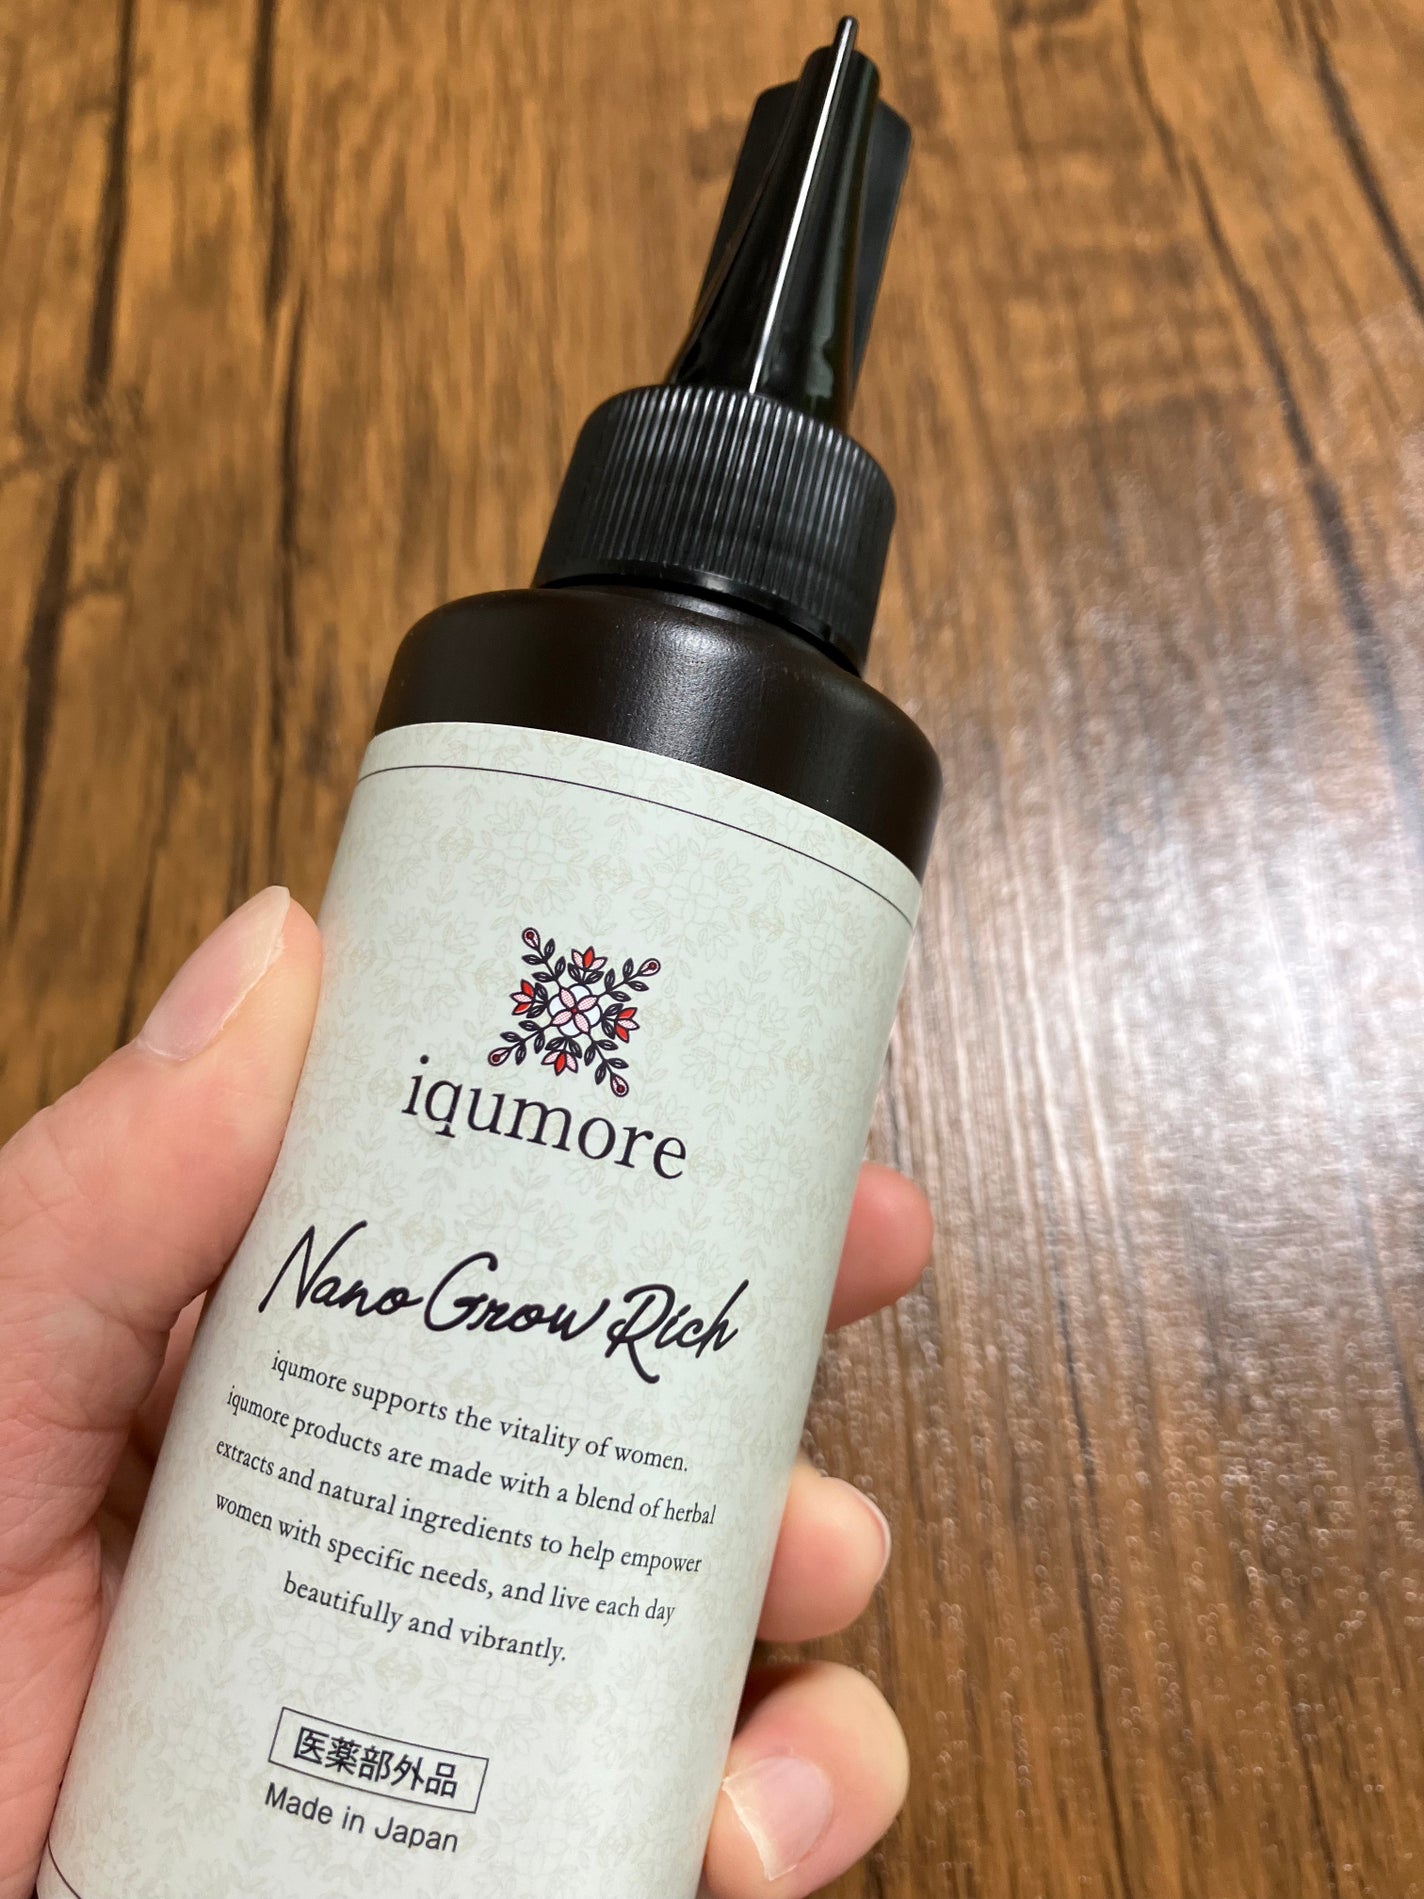 iqumore
Nano Grow Rich
iqumore supports the vitality of women.
iqumore products are made with a blend of herbal
extracts and natural ingredients to help empower
women with specific needs, and live each day
beautifully and vibrantly.
医薬部外品
Made in Japan